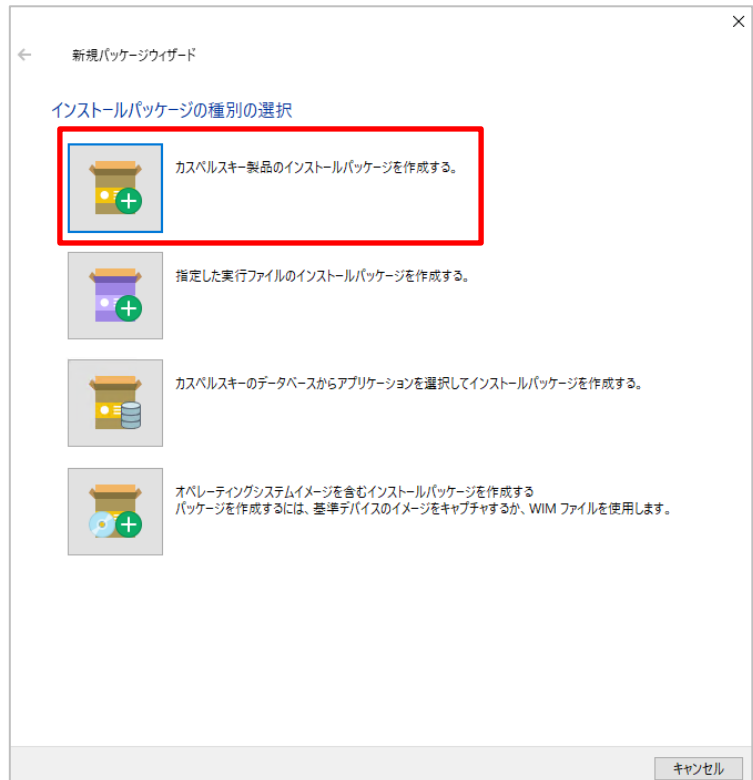 新規パッケージウィザード
インストールパッケージの種別の選択
カスペルスキー製品のインストールパッケージを作成する。
指定した実行ファイルのインストールパッケージを作成する。
カスペルスキーのデータベースからアプリケーションを選択してインストールパッケージを作成する。
オペレーティングシステムイメージを含むインストールパッケージを作成する
パッケージを作成するには、基準デバイスのイメージをキャプチャするか、WIM ファイルを使用します。
キャンセル